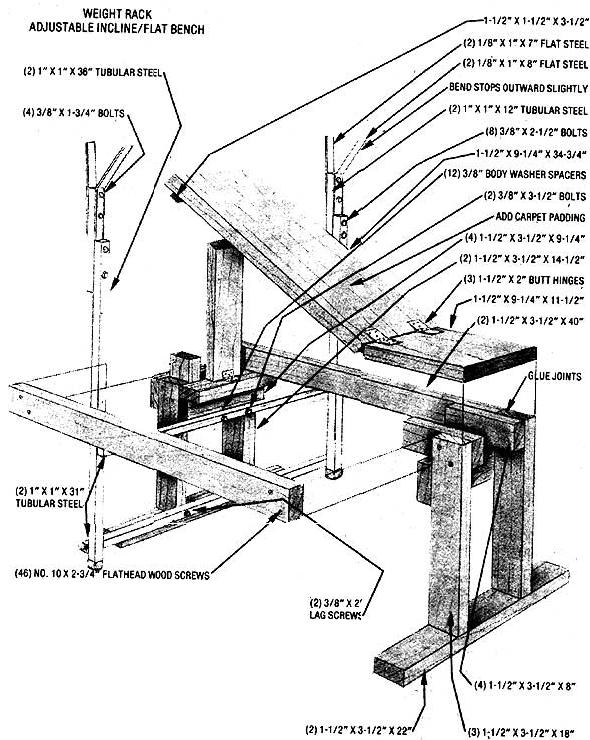 WEIGHT RACK
ADJUSTABLE INCLINE/FLAT BENCH
(2) 1" X 1" X 36" TUBULAR STEEL
(4) 3/8" X 1-3/4" BOLTS
1-1/2" X 1-1/2" X 3-1/2"
(2) 1/8" X 1" X 7" FLAT STEEL
(2) 1/8" X 1" X 8" FLAT STEEL
BEND STOPS OUTWARD SLIGHTLY
(2) 1" X 1" X 12" TUBULAR STEEL
(8) 3/8" X 2-1/2" BOLTS
1-1/2" X 9-1/4" X 34-3/4"
(12) 3/8" BODY WASHER SPACERS
(2) 3/8" X 3-1/2" BOLTS
ADD CARPET PADDING
(4) 1-1/2" X 3-1/2" X 9-1/4"
(2) 1-1/2" X 3-1/2" X 14-1/2"
(3) 1-1/2" X 2" BUTT HINGES
1-1/2" X 9-1/4" X 11-1/2"
(2) 1-1/2" X 3-1/2" X 40"
GLUE JOINTS
(2) 1" X 1" X 31"
TUBULAR STEEL
(46) NO. 10 X 2-3/4" FLATHEAD WOOD SCREWS
(2) 3/8" X 2'
LAG SCREWS
(4) 1-1/2" X 3-1/2" X 8"
(2) 1-1/2" X 3-1/2" X 22"
(3) 1-1/2" X 3-1/2" X 18"